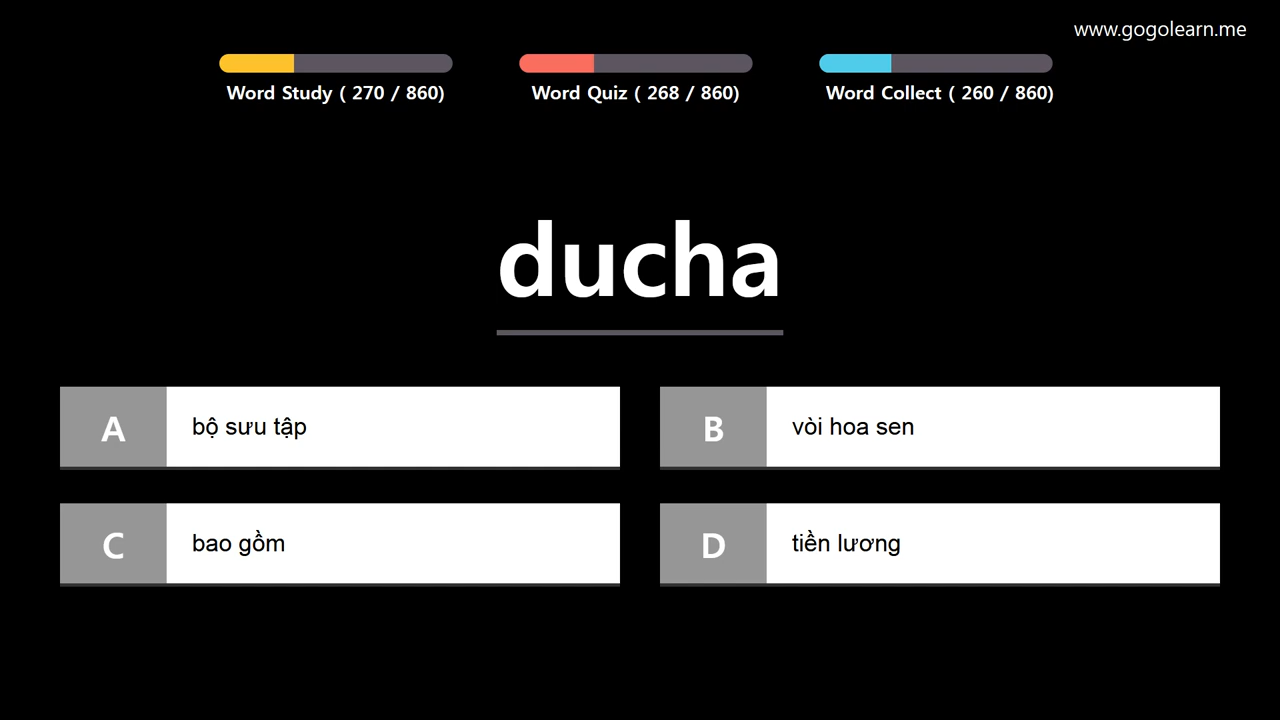 www.gogolearn.me
Word Study ( 270 / 860)
Word Quiz ( 268 / 860)
Word Collect ( 260 / 860)
ducha
A bộ sưu tập
B vòi hoa sen
C bao gồm
D tiền lương